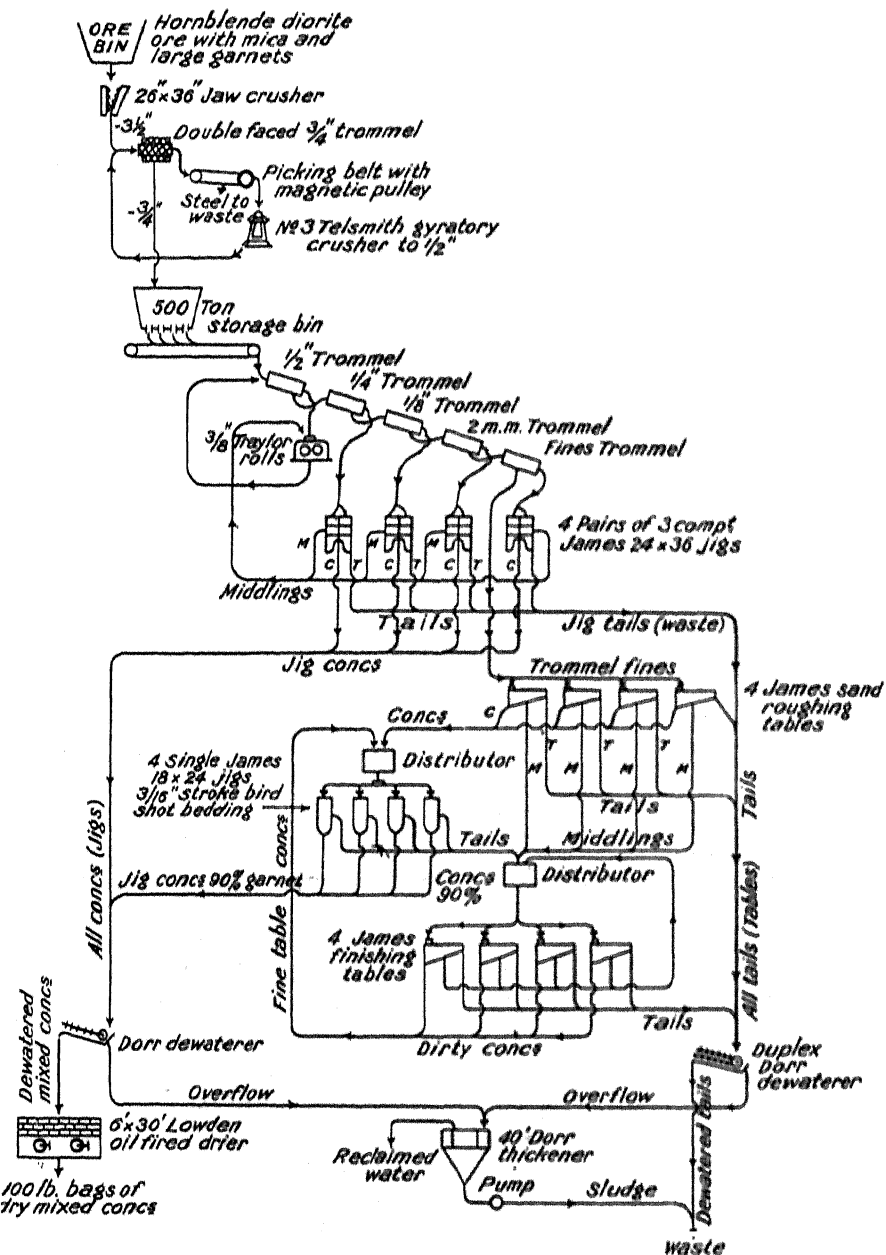 ORE
BIN
Hornblende diorite
ore with mica and
large garnets
26"x36" Jaw crusher
-3½"
Double faced 3/4" trommel
Picking belt with
magnetic pulley
Steel to
waste
-3/4"
No 3 Telsmith gyratory
crusher to 1/2"
500 Ton
storage bin
1/2" Trommel
1/4" Trommel
1/8" Trommel
2 m.m. Trommel
Fines Trommel
3/8" Traylor
rolls
4 Pairs of 3 compt
James 24 x 36 jigs
M
M
M
C
T
C
T
C
T
C
Middlings
Tails
Jig tails (waste)
Jig concs
Trommel fines
4 James sand
roughing
tables
C
Concs
T
T
T
M
M
M
M
Distributor
4 Single James
18 x 24 jigs
3/16" stroke bird
shot bedding
Tails
Tails
Tails
Middlings
All concs (Jigs)
Jig concs 90% garnet
Concs
90%
Distributor
Fine table concs
4 James
finishing
tables
All tails (Tables)
Tails
Dirty concs
Dewatered
mixed concs
Dorr dewaterer
Duplex
Dorr
dewaterer
Overflow
Overflow
Dewatered tails
6'x30' Lowden
oil fired drier
Reclaimed
water
40' Dorr
thickener
Pump
Sludge
100 lb. bags of
dry mixed concs
waste